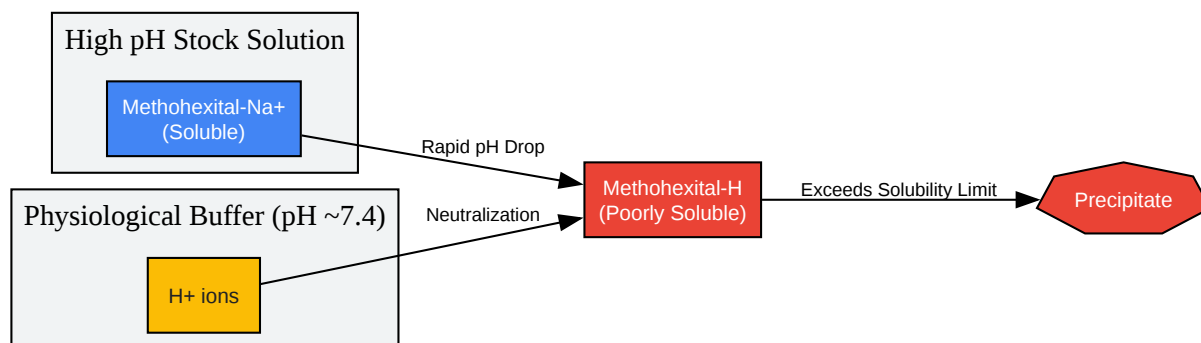 High pH Stock Solution
Methohexital-Na+
(Soluble)
Rapid pH Drop
Physiological Buffer (pH ~7.4)
Neutralization
H+ ions
Methohexital-H
(Poorly Soluble)
Exceeds Solubility Limit
Precipitate